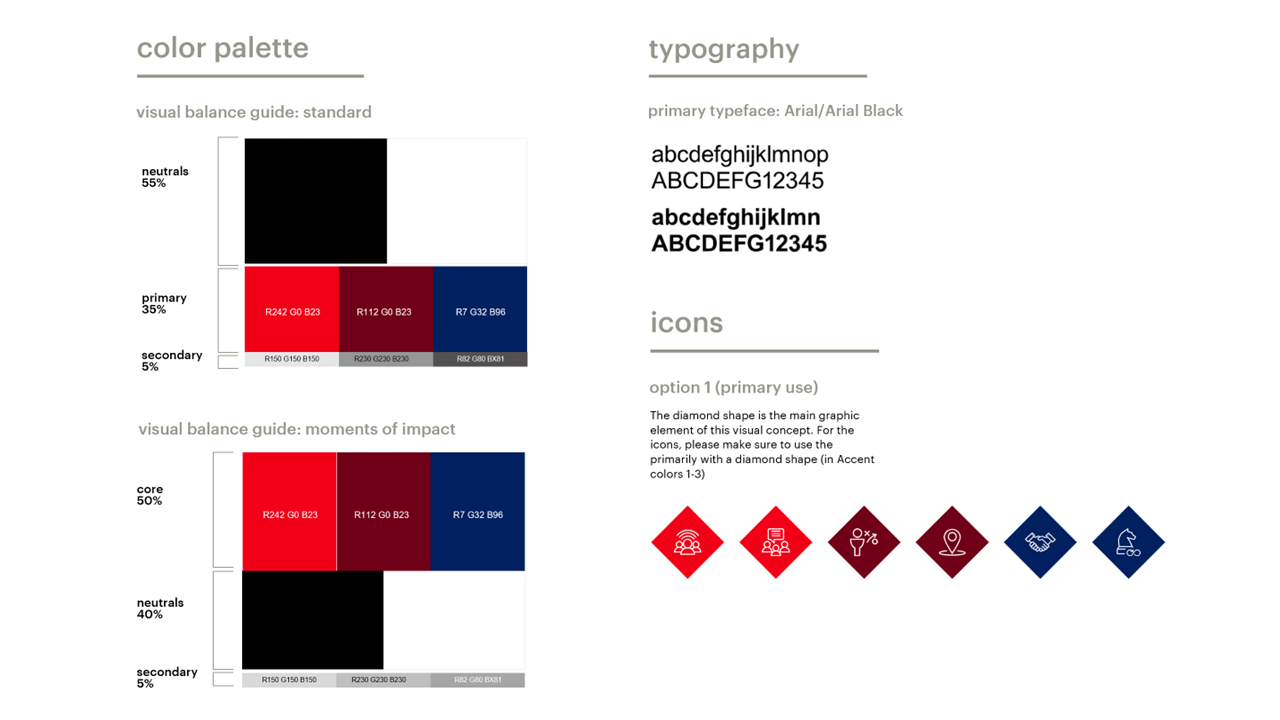 color palette
visual balance guide: standard
neutrals
55%
primary
35%
R242 G0 B23
R112 G0 B23
R7 G32 B96
secondary
5%
R150 G150 B150
R230 G230 B230
R82 G80 BX81
visual balance guide: moments of impact
core
50%
R242 G0 B23
R112 G0 B23
R7 G32 B96
neutrals
40%
secondary
5%
R150 G150 B150
R230 G230 B230
R82 G80 BX81
typography
primary typeface: Arial/Arial Black
abcdefghijklmnop
ABCDEFG12345
abcdefghijklmn
ABCDEFG12345
icons
option 1 (primary use)
The diamond shape is the main graphic
element of this visual concept. For the
icons, please make sure to use the
primarily with a diamond shape (in Accent
colors 1-3)